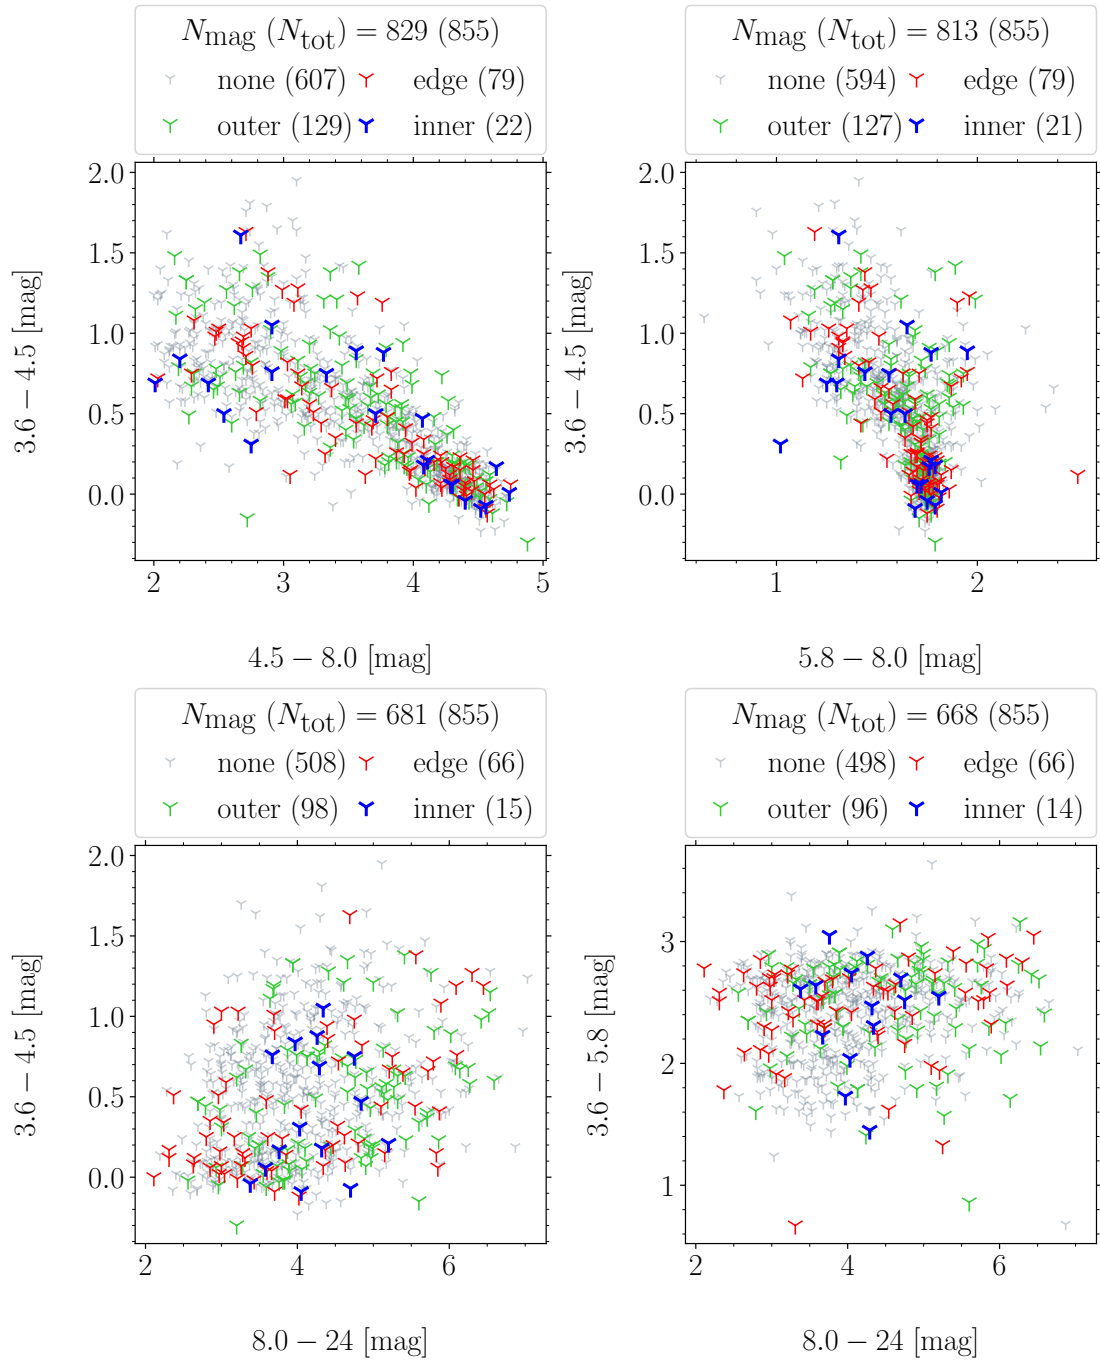 N_mag (N_tot) = 829 (855)
none (607) edge (79)
outer (129) inner (22)
2.0
1.5
1.0
0.5
0.0
3.6 − 4.5 [mag]
2 3 4 5
4.5 − 8.0 [mag]
N_mag (N_tot) = 813 (855)
none (594) edge (79)
outer (127) inner (21)
2.0
1.5
1.0
0.5
0.0
3.6 − 4.5 [mag]
1 2
5.8 − 8.0 [mag]
N_mag (N_tot) = 681 (855)
none (508) edge (66)
outer (98) inner (15)
2.0
1.5
1.0
0.5
0.0
3.6 − 4.5 [mag]
2 4 6
8.0 − 24 [mag]
N_mag (N_tot) = 668 (855)
none (498) edge (66)
outer (96) inner (14)
3
2
1
3.6 − 5.8 [mag]
2 4 6
8.0 − 24 [mag]